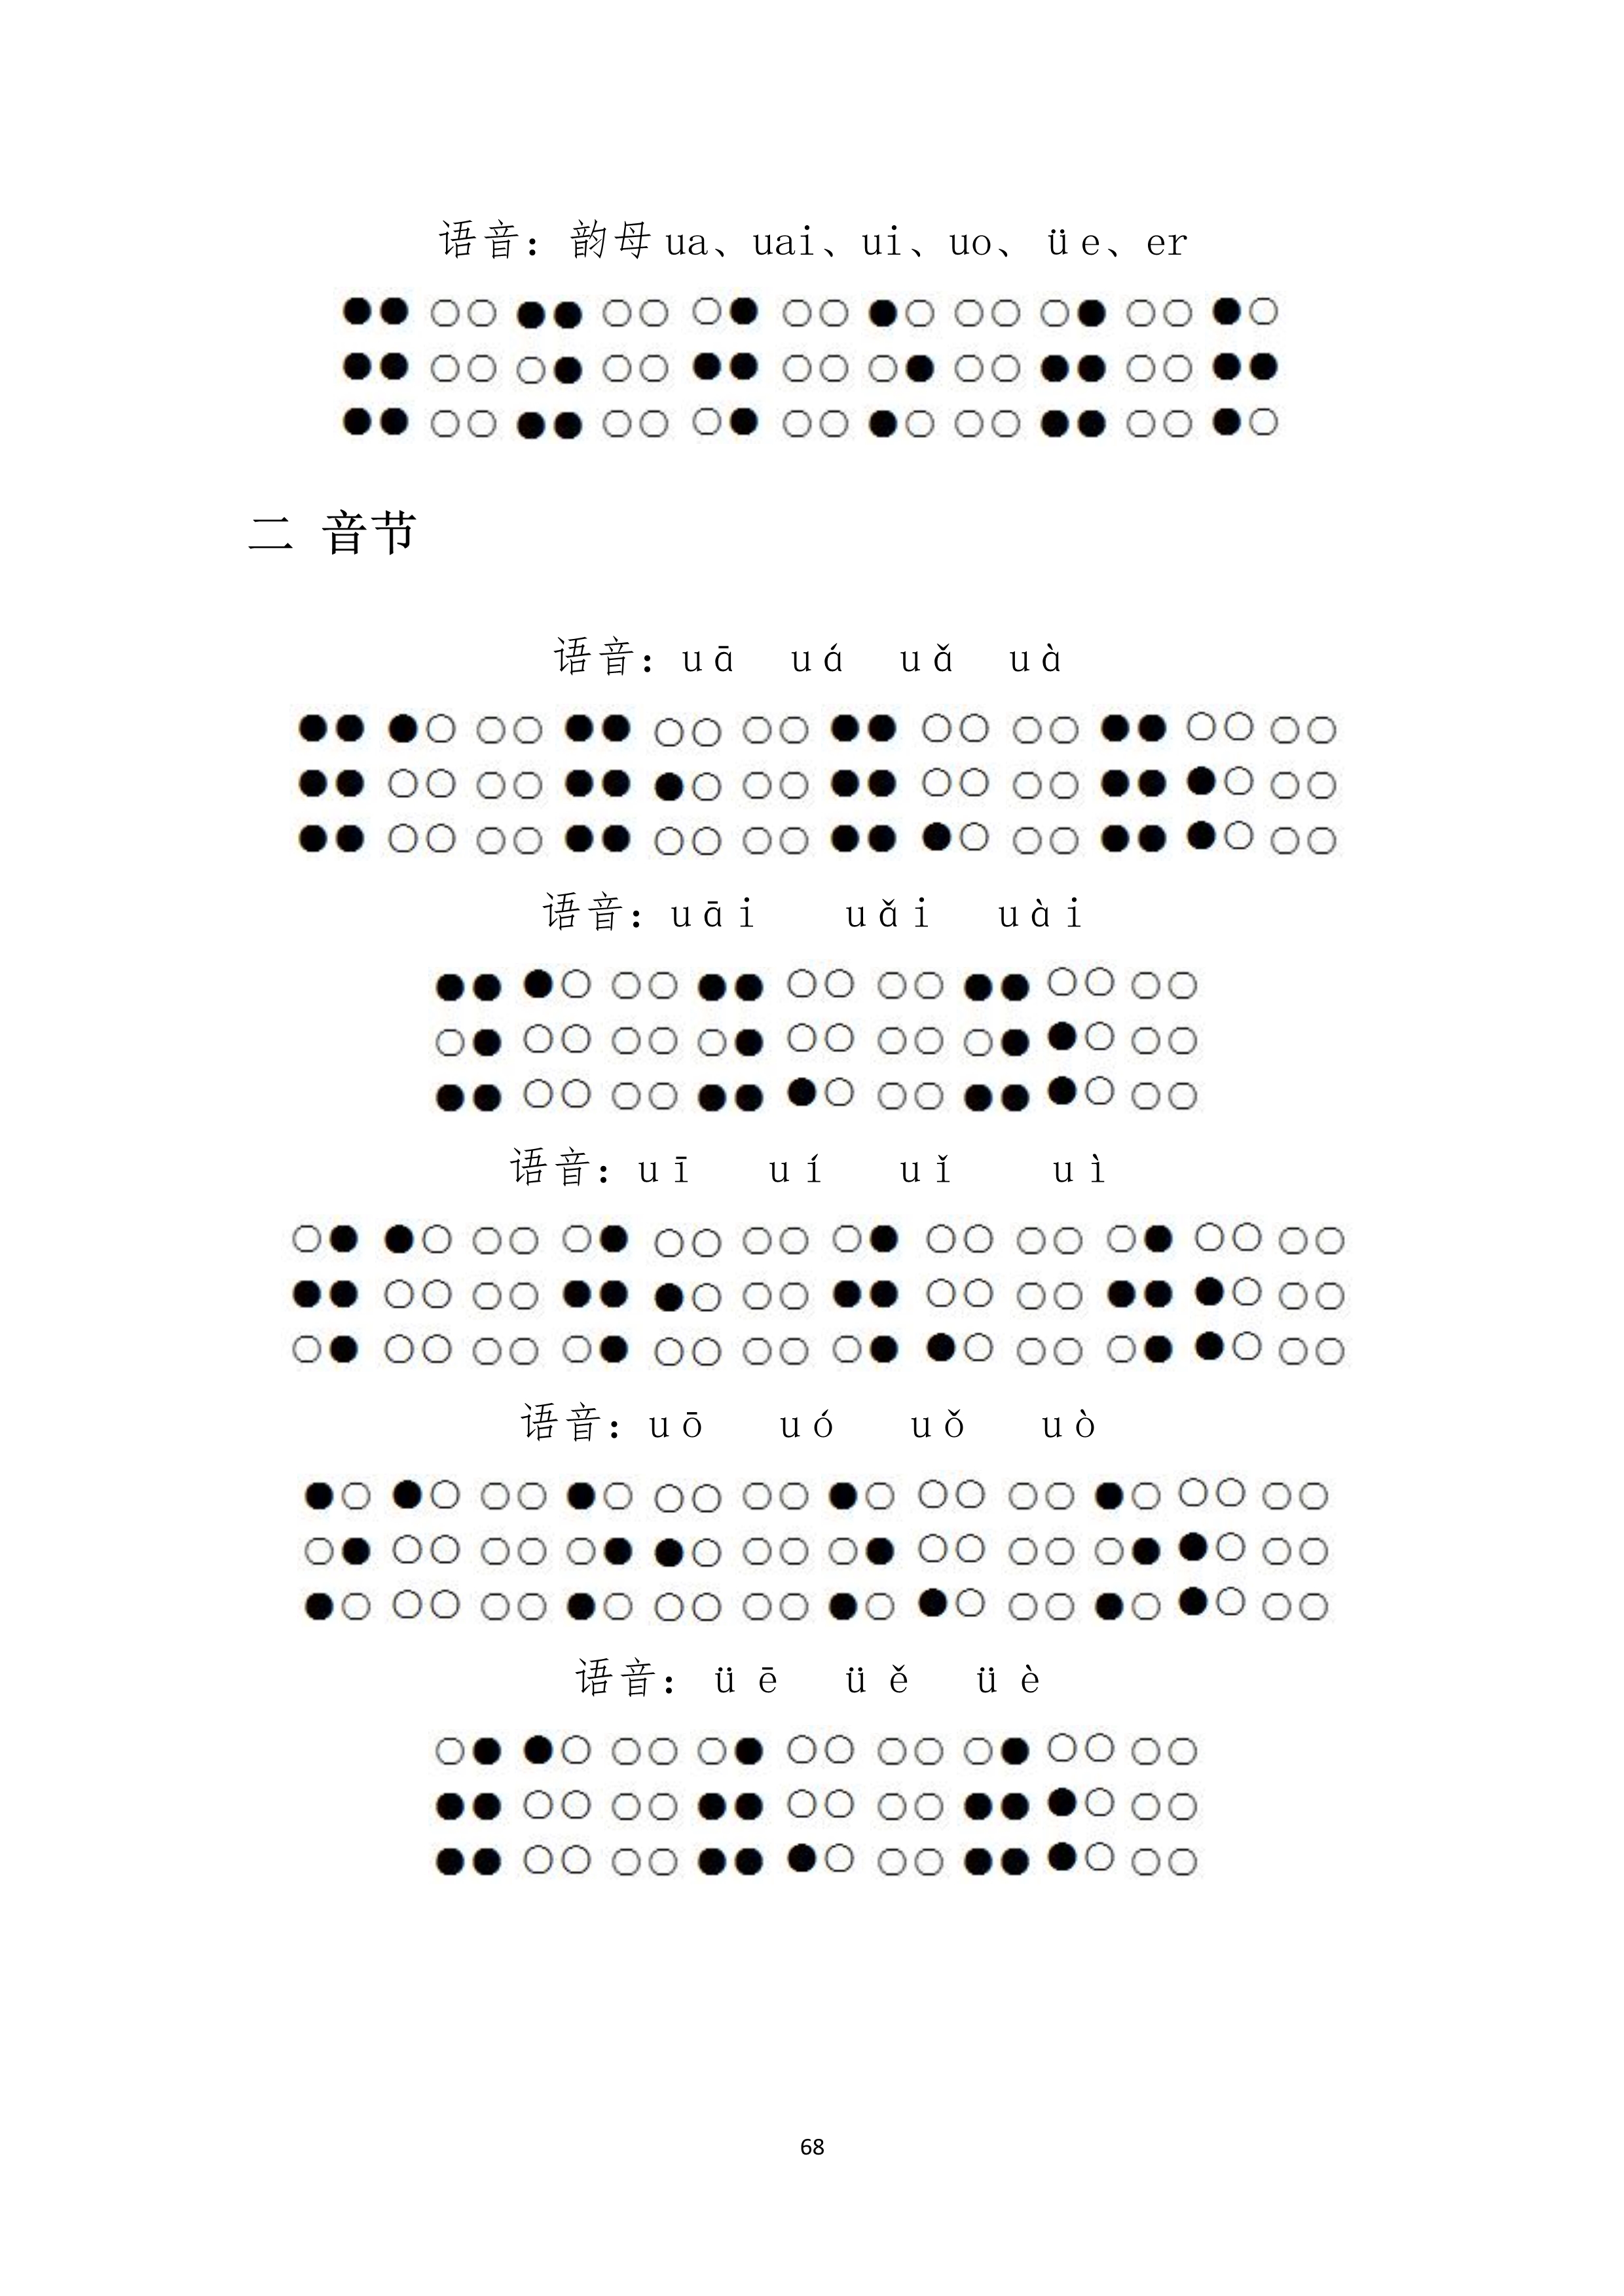 语音：韵母 ua、uai、ui、uo、üe、er
⠿⠀⠽⠀⠺⠀⠕⠀⠾⠀⠗
二 音节
语音：uā uá uǎ uà
⠿⠁⠀⠿⠂⠀⠿⠄⠀⠿⠆⠀
语音：uāi uǎi uài
⠽⠁⠀⠽⠄⠀⠽⠆⠀
语音：uī uí uǐ uì
⠺⠁⠀⠺⠂⠀⠺⠄⠀⠺⠆⠀
语音：uō uó uǒ uò
⠕⠁⠀⠕⠂⠀⠕⠄⠀⠕⠆⠀
语音：üē üě üè
⠾⠁⠀⠾⠄⠀⠾⠆⠀
68